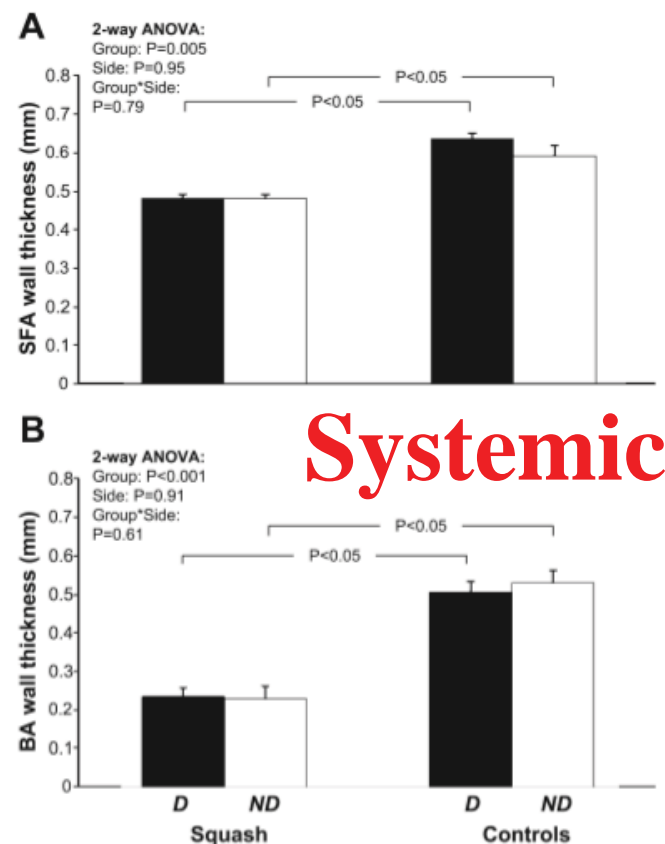 A
2-way ANOVA:
Group: P=0.005
Side: P=0.95
Group*Side:
P=0.79
P<0.05
P<0.05
SFA wall thickness (mm)
0.8
0.7
0.6
0.5
0.4
0.3
0.2
0.1
0
Systemic
B
2-way ANOVA:
Group: P<0.001
Side: P=0.91
Group*Side:
P=0.61
P<0.05
P<0.05
BA wall thickness (mm)
0.8
0.7
0.6
0.5
0.4
0.3
0.2
0.1
0
D ND D ND
Squash Controls